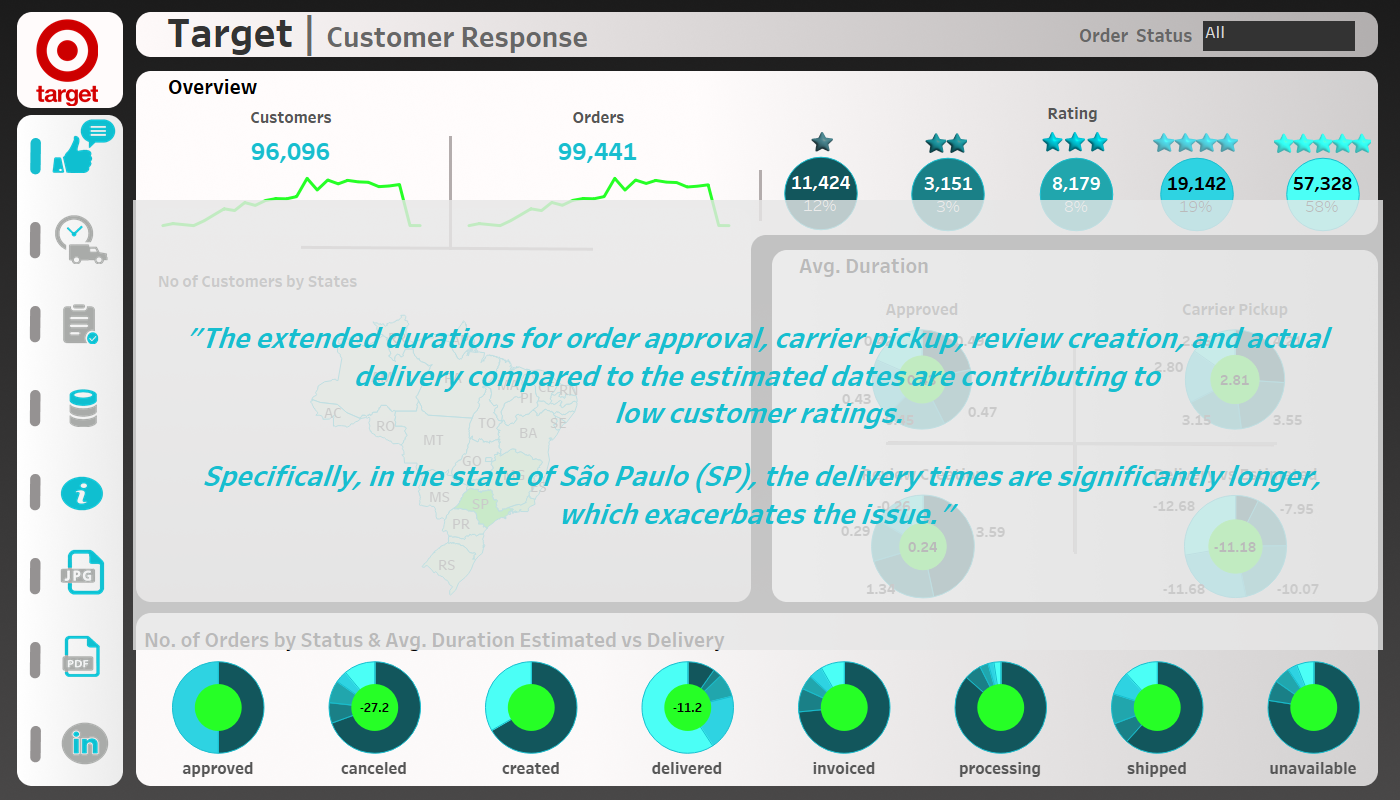 target
Target | Customer Response
Order Status
All
Overview
Customers
96,096
Orders
99,441
Rating
11,424
12%
3,151
3%
8,179
8%
19,142
19%
57,328
58%
No of Customers by States
AC
RO
MT
TO
BA
PI
SE
RN
GO
MS
SP
PR
RS
Avg. Duration
Approved
0.43
0.47
Carrier Pickup
2.80
2.81
3.15
3.55
0.29
0.24
3.59
1.34
-12.68
-7.95
-11.18
-11.68
-10.07
"The extended durations for order approval, carrier pickup, review creation, and actual
delivery compared to the estimated dates are contributing to
low customer ratings.
Specifically, in the state of São Paulo (SP), the delivery times are significantly longer,
which exacerbates the issue."
JPG
PDF
in
No. of Orders by Status & Avg. Duration Estimated vs Delivery
-27.2
-11.2
approved
canceled
created
delivered
invoiced
processing
shipped
unavailable